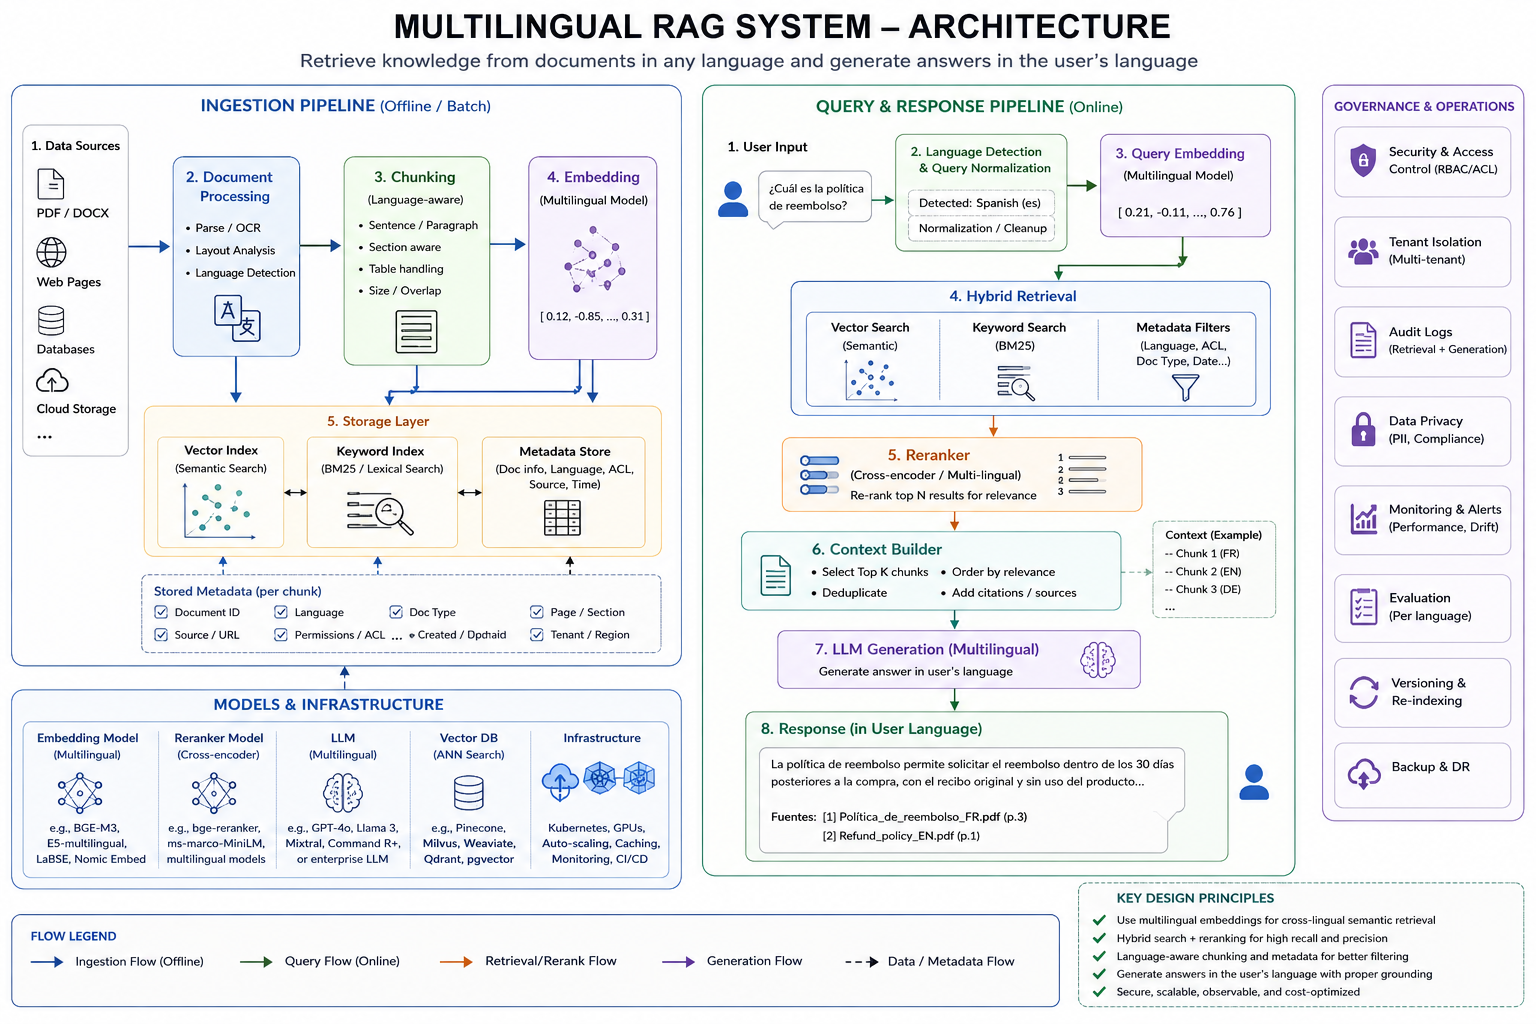 MULTILINGUAL RAG SYSTEM – ARCHITECTURE
Retrieve knowledge from documents in any language and generate answers in the user's language
INGESTION PIPELINE (Offline / Batch)
1. Data Sources
PDF / DOCX
Web Pages
Databases
Cloud Storage
...
2. Document
Processing
• Parse / OCR
• Layout Analysis
• Language Detection
A 文
3. Chunking
(Language-aware)
• Sentence / Paragraph
• Section aware
• Table handling
• Size / Overlap
4. Embedding
(Multilingual Model)
[ 0.12, -0.85, ..., 0.31 ]
5. Storage Layer
Vector Index
(Semantic Search)
Keyword Index
(BM25 / Lexical Search)
Metadata Store
(Doc info, Language, ACL,
Source, Time)
Stored Metadata (per chunk)
Document ID
Language
Doc Type
Page / Section
Source / URL
Permissions / ACL ...
• Created / Dpdhaid
Tenant / Region
MODELS & INFRASTRUCTURE
Embedding Model
(Multilingual)
e.g., BGE-M3,
E5-multilingual,
LaBSE, Nomic Embed
Reranker Model
(Cross-encoder)
e.g., bge-reranker,
ms-marco-MiniLM,
multilingual models
LLM
(Multilingual)
e.g., GPT-4o, Llama 3,
Mixtral, Command R+,
or enterprise LLM
Vector DB
(ANN Search)
e.g., Pinecone,
Milvus, Weaviate,
Qdrant, pgvector
Infrastructure
Kubernetes, GPUs,
Auto-scaling, Caching,
Monitoring, CI/CD
QUERY & RESPONSE PIPELINE (Online)
1. User Input
¿Cuál es la política
de reembolso?
2. Language Detection
& Query Normalization
Detected: Spanish (es)
Normalization / Cleanup
3. Query Embedding
(Multilingual Model)
[ 0.21, -0.11, ..., 0.76 ]
4. Hybrid Retrieval
Vector Search
(Semantic)
Keyword Search
(BM25)
Metadata Filters
(Language, ACL,
Doc Type, Date...)
5. Reranker
(Cross-encoder / Multi-lingual)
Re-rank top N results for relevance
1
2
2
3
6. Context Builder
• Select Top K chunks
• Order by relevance
• Deduplicate
• Add citations / sources
Context (Example)
-- Chunk 1 (FR)
-- Chunk 2 (EN)
-- Chunk 3 (DE)
...
7. LLM Generation (Multilingual)
Generate answer in user's language
8. Response (in User Language)
La política de reembolso permite solicitar el reembolso dentro de los 30 días
posteriores a la compra, con el recibo original y sin uso del producto...
Fuentes: [1] Política_de_reembolso_FR.pdf (p.3)
[2] Refund_policy_EN.pdf (p.1)
GOVERNANCE & OPERATIONS
Security & Access
Control (RBAC/ACL)
Tenant Isolation
(Multi-tenant)
Audit Logs
(Retrieval + Generation)
Data Privacy
(PII, Compliance)
Monitoring & Alerts
(Performance, Drift)
Evaluation
(Per language)
Versioning &
Re-indexing
Backup & DR
FLOW LEGEND
Ingestion Flow (Offline)
Query Flow (Online)
Retrieval/Rerank Flow
Generation Flow
Data / Metadata Flow
KEY DESIGN PRINCIPLES
Use multilingual embeddings for cross-lingual semantic retrieval
Hybrid search + reranking for high recall and precision
Language-aware chunking and metadata for better filtering
Generate answers in the user's language with proper grounding
Secure, scalable, observable, and cost-optimized